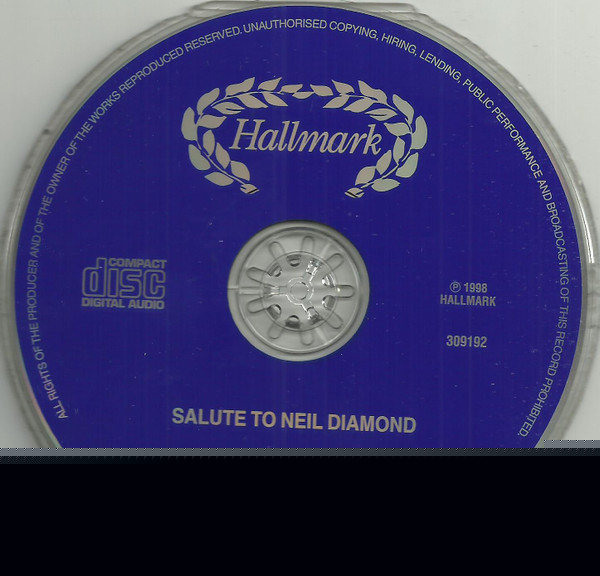 ALL RIGHTS OF THE PRODUCER AND OF THE OWNER OF THE WORKS REPRODUCED RESERVED. UNAUTHORISED COPYING, HIRING, LENDING, PUBLIC PERFORMANCE AND BROADCASTING OF THIS RECORD PROHIBITED.
Hallmark
COMPACT
disc
DIGITAL AUDIO
℗ 1998
HALLMARK
309192
SALUTE TO NEIL DIAMOND